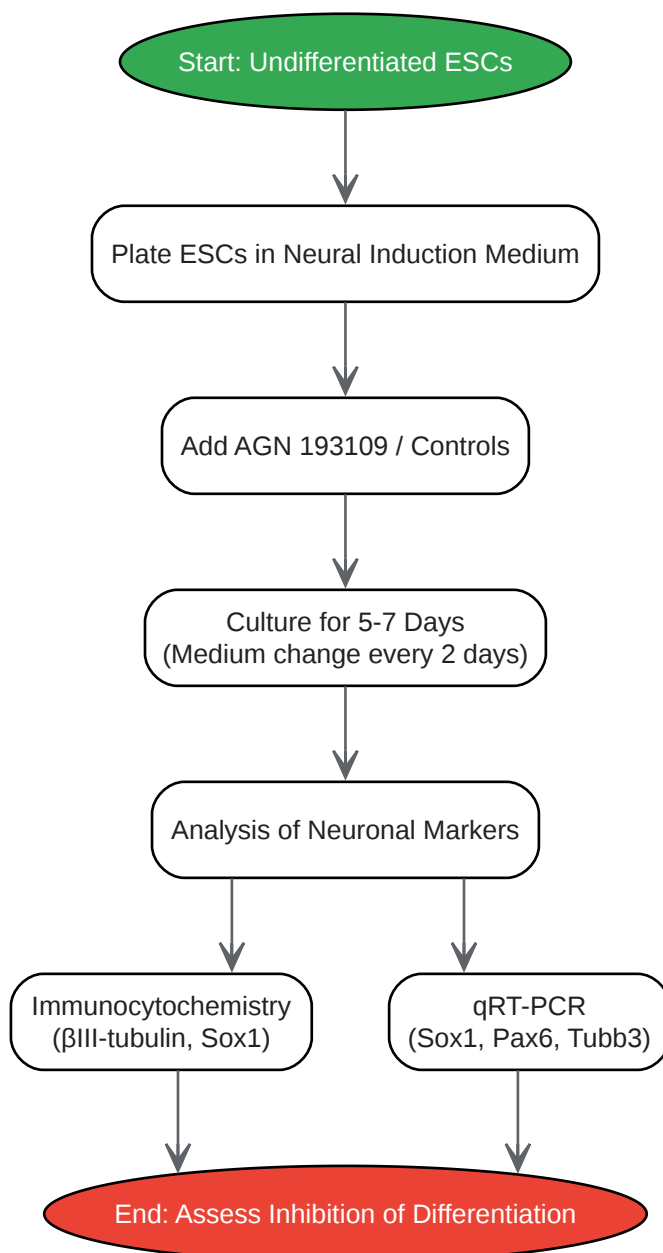 Start: Undifferentiated ESCs
Plate ESCs in Neural Induction Medium
Add AGN 193109 / Controls
Culture for 5-7 Days
(Medium change every 2 days)
Analysis of Neuronal Markers
Immunocytochemistry
(βIII-tubulin, Sox1)
qRT-PCR
(Sox1, Pax6, Tubb3)
End: Assess Inhibition of Differentiation